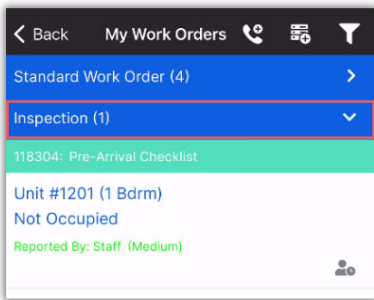 Back My Work Orders
Standard Work Order (4)
Inspection (1)
118304: Pre-Arrival Checklist
Unit #1201 (1 Bdrm)
Not Occupied
Reported By: Staff (Medium)